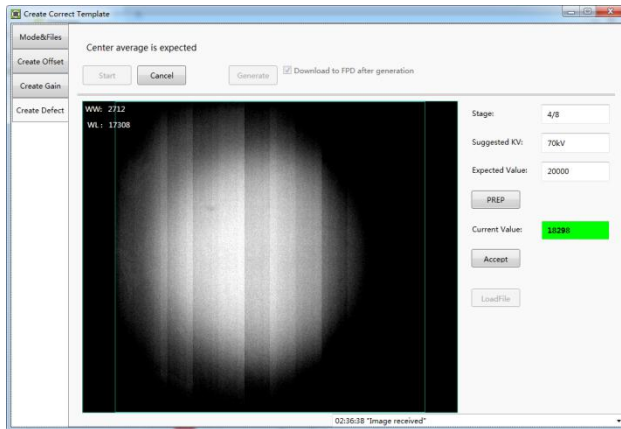 Create Correct Template
Mode&Files
Create Offset
Create Gain
Create Defect
Center average is expected
Start
Cancel
Generate
Download to FPD after generation
WW: 2712
WL: 17308
Stage:
4/8
Suggested KV:
70kV
Expected Value:
20000
PREP
Current Value:
18298
Accept
LoadFile
02:36:38 "Image received"